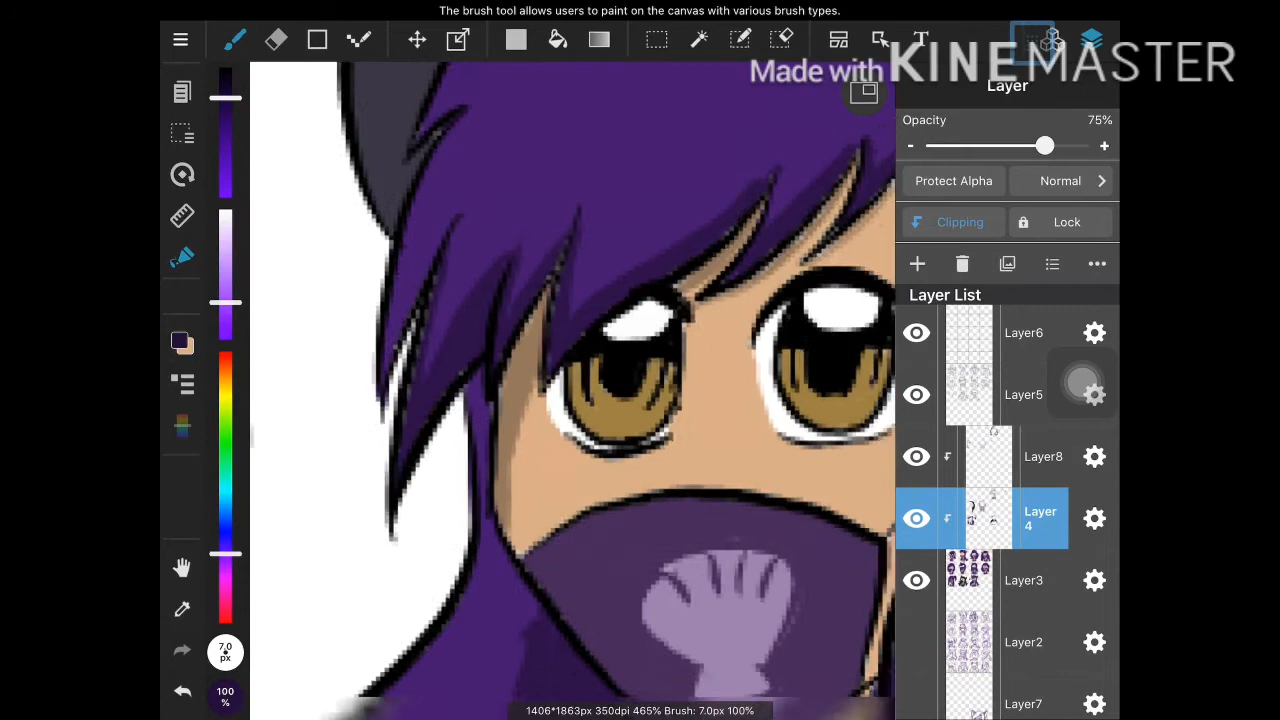 The brush tool allows users to paint on the canvas with various brush types.
T
Made with KINEMASTER
Layer
Opacity 75%
- +
Protect Alpha Normal
Clipping Lock
Layer List
Layer6
Layer5
Layer8
Layer
4
Layer3
Layer2
Layer7
7.0
px
100
%
1406*1863px 350dpi 465% Brush: 7.0px 100%